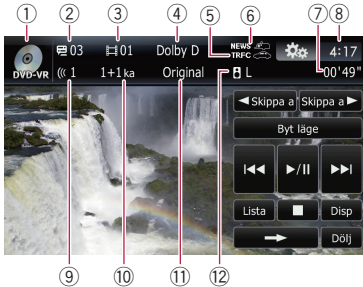 ① ② ③ ④ ⑤ ⑥ ⑦ ⑧
DVD-VR 03 01 Dolby D NEWS TRFC 4:17
1 1+1 ka Original L 00'49"
Skippa a Skippa a
Byt läge
Lista Disp
Dölj
⑨ ⑩ ⑪ ⑫